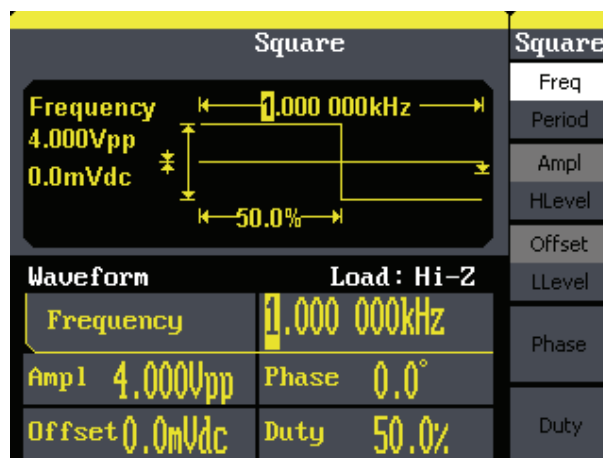 Square
Frequency
1.000 000kHz
4.000Vpp
0.0mVdc
50.0%
Waveform Load: Hi-Z
Frequency 1.000 000kHz
Ampl 4.000Vpp Phase 0.0°
Offset 0.0mVdc Duty 50.0%
Square
Freq
Period
Ampl
HLevel
Offset
LLevel
Phase
Duty